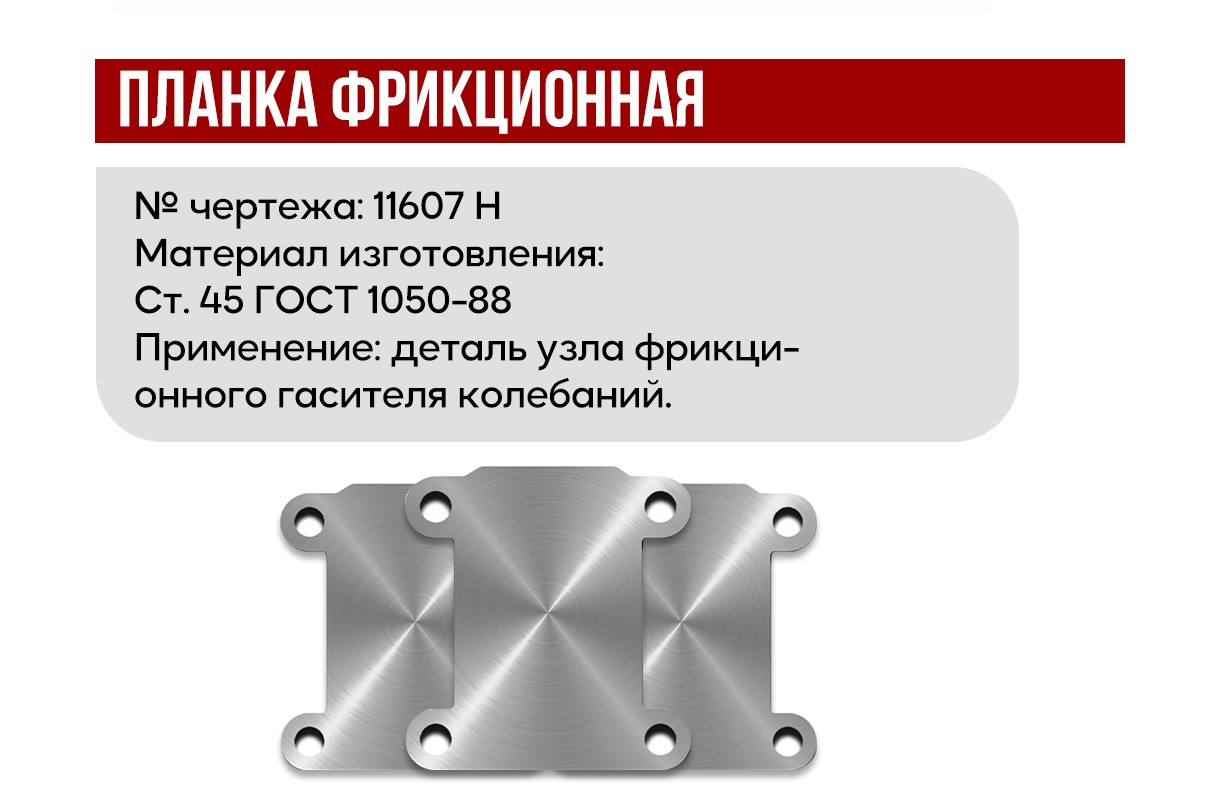 ПЛАНКА ФРИКЦИОННАЯ
№ чертежа: 11607 Н
Материал изготовления:
Ст. 45 ГОСТ 1050-88
Применение: деталь узла фрикци-
онного гасителя колебаний.